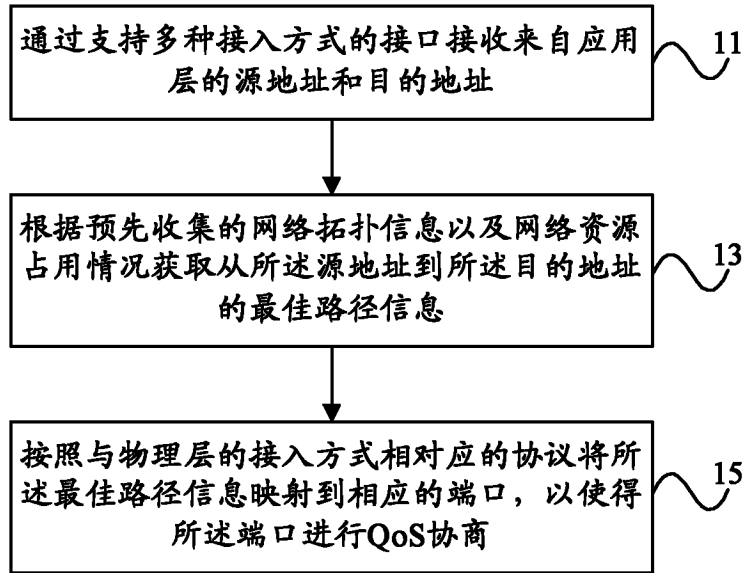 通过支持多种接入方式的接口接收来自应用
层的源地址和目的地址
11
根据预先收集的网络拓扑信息以及网络资源
占用情况获取从所述源地址到所述目的地址
的最佳路径信息
13
按照与物理层的接入方式相对应的协议将所
述最佳路径信息映射到相应的端口，以使得
所述端口进行QoS协商
15